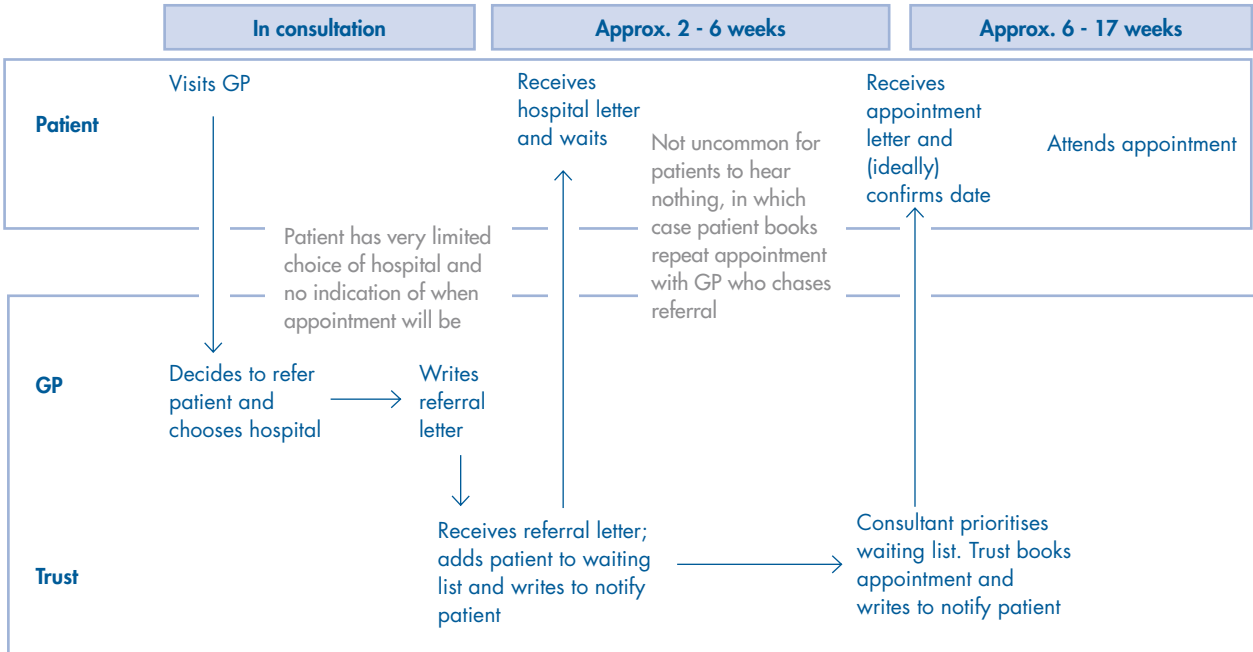 In consultation
Approx. 2 - 6 weeks
Approx. 6 - 17 weeks
Patient
Visits GP
Receives
hospital letter
and waits
Not uncommon for
patients to hear
nothing, in which
case patient books
repeat appointment
with GP who chases
referral
Receives
appointment
letter and
(ideally)
confirms date
Attends appointment
Patient has very limited
choice of hospital and
no indication of when
appointment will be
GP
Decides to refer
patient and
chooses hospital
Writes
referral
letter
Trust
Receives referral letter;
adds patient to waiting
list and writes to notify
patient
Consultant prioritises
waiting list. Trust books
appointment and
writes to notify patient